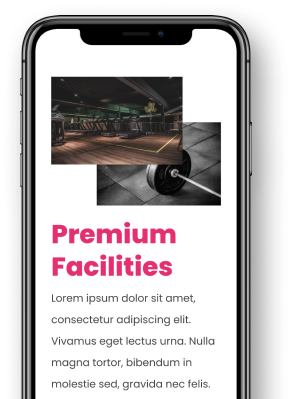 Premium
Facilities
Lorem ipsum dolor sit amet,
consectetur adipiscing elit.
Vivamus eget lectus urna. Nulla
magna tortor, bibendum in
molestie sed, gravida nec felis.